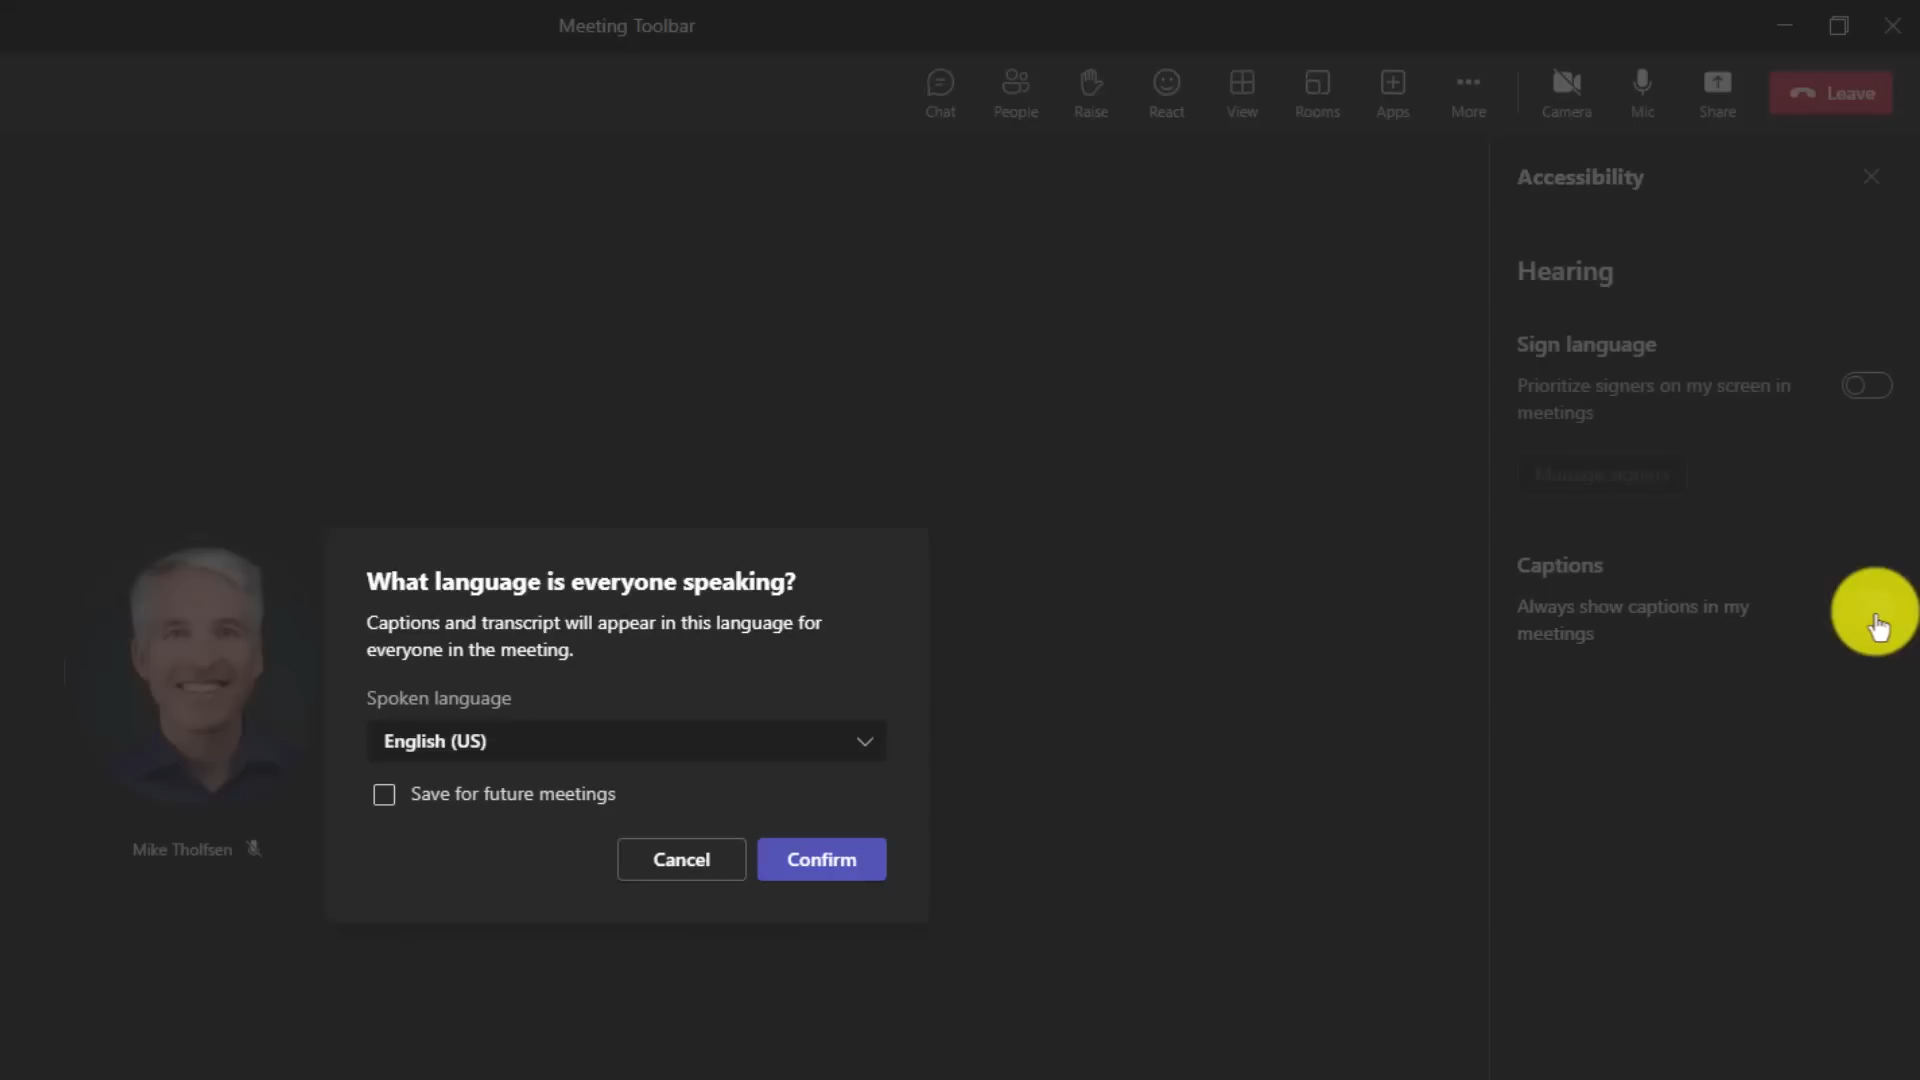 Meeting Toolbar
Chat
People
Raise
React
View
Rooms
Apps
More
Camera
Mic
Share
Leave
Accessibility
Hearing
Sign language
Prioritize signers on my screen in
meetings
Manage signers
Captions
Always show captions in my
meetings
What language is everyone speaking?
Captions and transcript will appear in this language for
everyone in the meeting.
Spoken language
English (US)
Save for future meetings
Cancel
Confirm
Mike Tholfsen